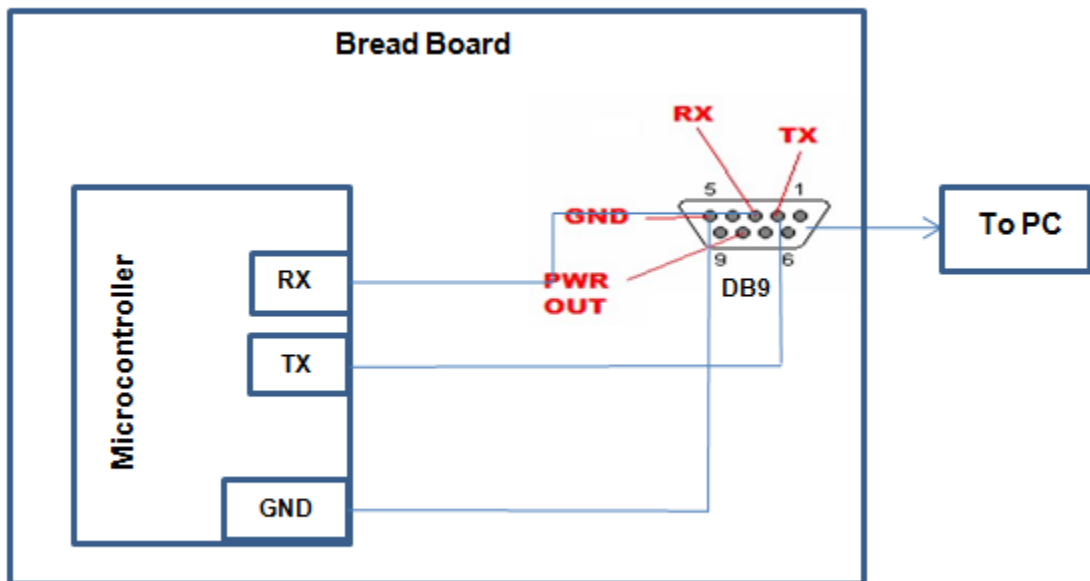 Bread Board
RX
TX
5 1
GND
To PC
RX
9 6
PWR
OUT
DB9
TX
Microcontroller
GND